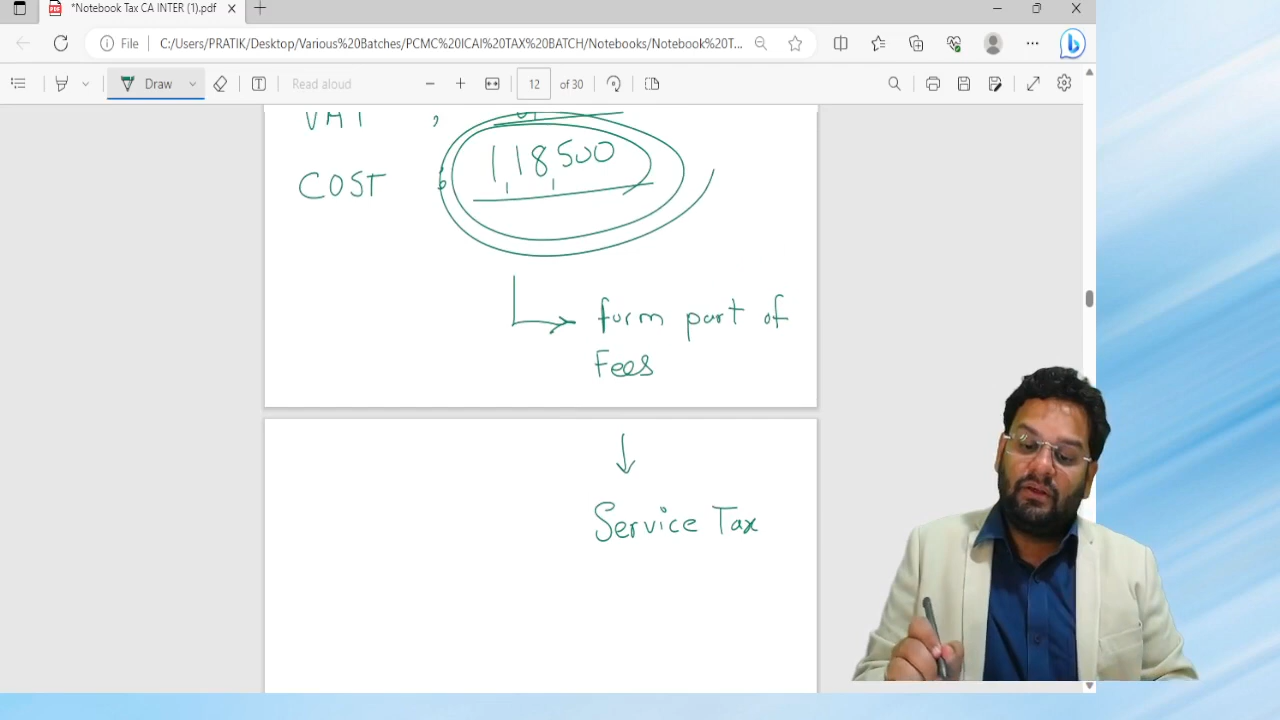 *Notebook Tax CA INTER (1).pdf
File C:/Users/PRATIK/Desktop/Various%20Batches/PCMC%20ICAI%20TAX%20BATCH/Notebooks/Notebook%20T...
Draw Read aloud 12 of 30
COST : 1,18,500
form part of
Fees
Service Tax